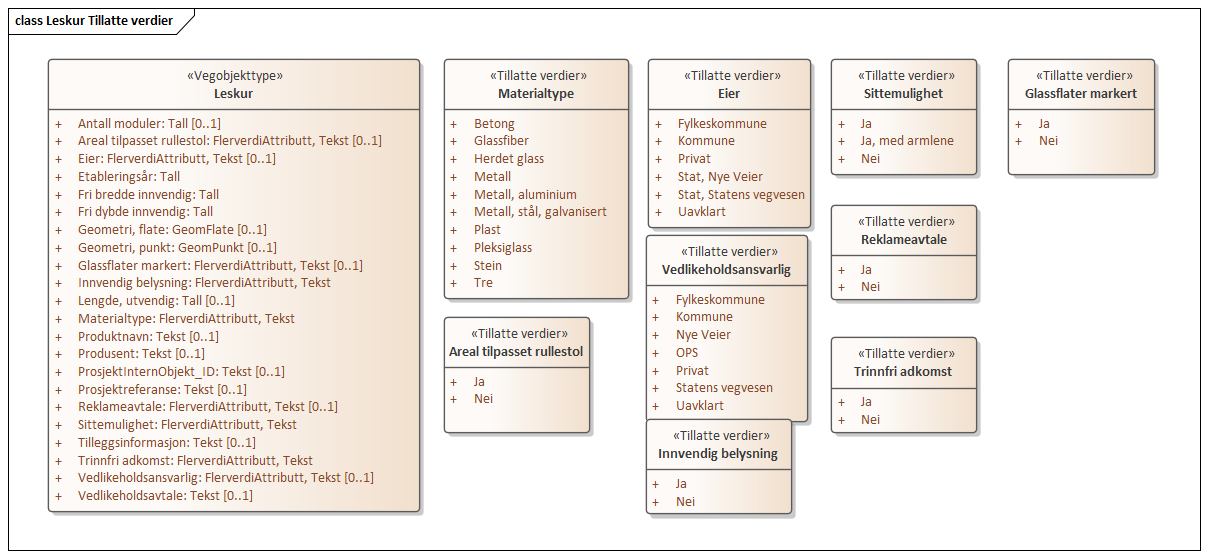 class Leskur Tillatte verdier
«Vegobjekttype»
Leskur
+ Antall moduler: Tall [0..1]
+ Areal tilpasset rullestol: FlerverdiAttributt, Tekst [0..1]
+ Eier: FlerverdiAttributt, Tekst [0..1]
+ Etableringsår: Tall
+ Fri bredde innvendig: Tall
+ Fri dybde innvendig: Tall
+ Geometri, flate: GeomFlate [0..1]
+ Geometri, punkt: GeomPunkt [0..1]
+ Glassflater markert: FlerverdiAttributt, Tekst [0..1]
+ Innvendig belysning: FlerverdiAttributt, Tekst
+ Lengde, utvendig: Tall [0..1]
+ Materialtype: FlerverdiAttributt, Tekst
+ Produktnavn: Tekst [0..1]
+ Produsent: Tekst [0..1]
+ ProsjektInternObjekt_ID: Tekst [0..1]
+ Prosjektreferanse: Tekst [0..1]
+ Reklameavtale: FlerverdiAttributt, Tekst [0..1]
+ Sittemulighet: FlerverdiAttributt, Tekst
+ Tilleggsinformasjon: Tekst [0..1]
+ Trinnfri adkomst: FlerverdiAttributt, Tekst
+ Vedlikeholdsansvarlig: FlerverdiAttributt, Tekst [0..1]
+ Vedlikeholdsavtale: Tekst [0..1]
«Tillatte verdier»
Materialtype
+ Betong
+ Glassfiber
+ Herdet glass
+ Metall
+ Metall, aluminium
+ Metall, stål, galvanisert
+ Plast
+ Pleksiglass
+ Stein
+ Tre
«Tillatte verdier»
Areal tilpasset rullestol
+ Ja
+ Nei
«Tillatte verdier»
Eier
+ Fylkeskommune
+ Kommune
+ Privat
+ Stat, Nye Veier
+ Stat, Statens vegvesen
+ Uavklart
«Tillatte verdier»
Vedlikeholdsansvarlig
+ Fylkeskommune
+ Kommune
+ Nye Veier
+ OPS
+ Privat
+ Statens vegvesen
+ Uavklart
«Tillatte verdier»
Innvendig belysning
+ Ja
+ Nei
«Tillatte verdier»
Sittemulighet
+ Ja
+ Ja, med armlene
+ Nei
«Tillatte verdier»
Reklameavtale
+ Ja
+ Nei
«Tillatte verdier»
Trinnfri adkomst
+ Ja
+ Nei
«Tillatte verdier»
Glassflater markert
+ Ja
+ Nei